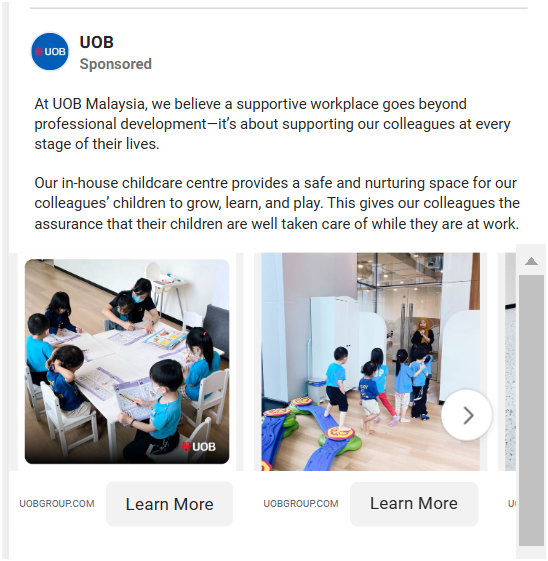 UOB
UOB
Sponsored
At UOB Malaysia, we believe a supportive workplace goes beyond
professional development—it's about supporting our colleagues at every
stage of their lives.
Our in-house childcare centre provides a safe and nurturing space for our
colleagues' children to grow, learn, and play. This gives our colleagues the
assurance that their children are well taken care of while they are at work.
UOB
UOBGROUP.COM
Learn More
UOBGROUP.COM
Learn More